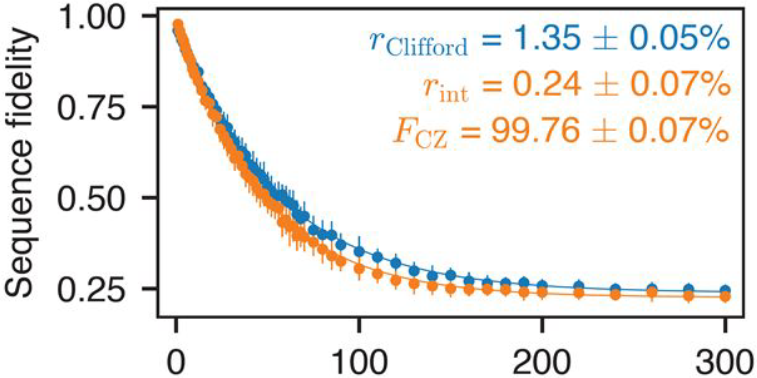 Sequence fidelity
1.00
0.75
0.50
0.25
0
100
200
300
r_Clifford = 1.35 ± 0.05%
r_int = 0.24 ± 0.07%
F_CZ = 99.76 ± 0.07%